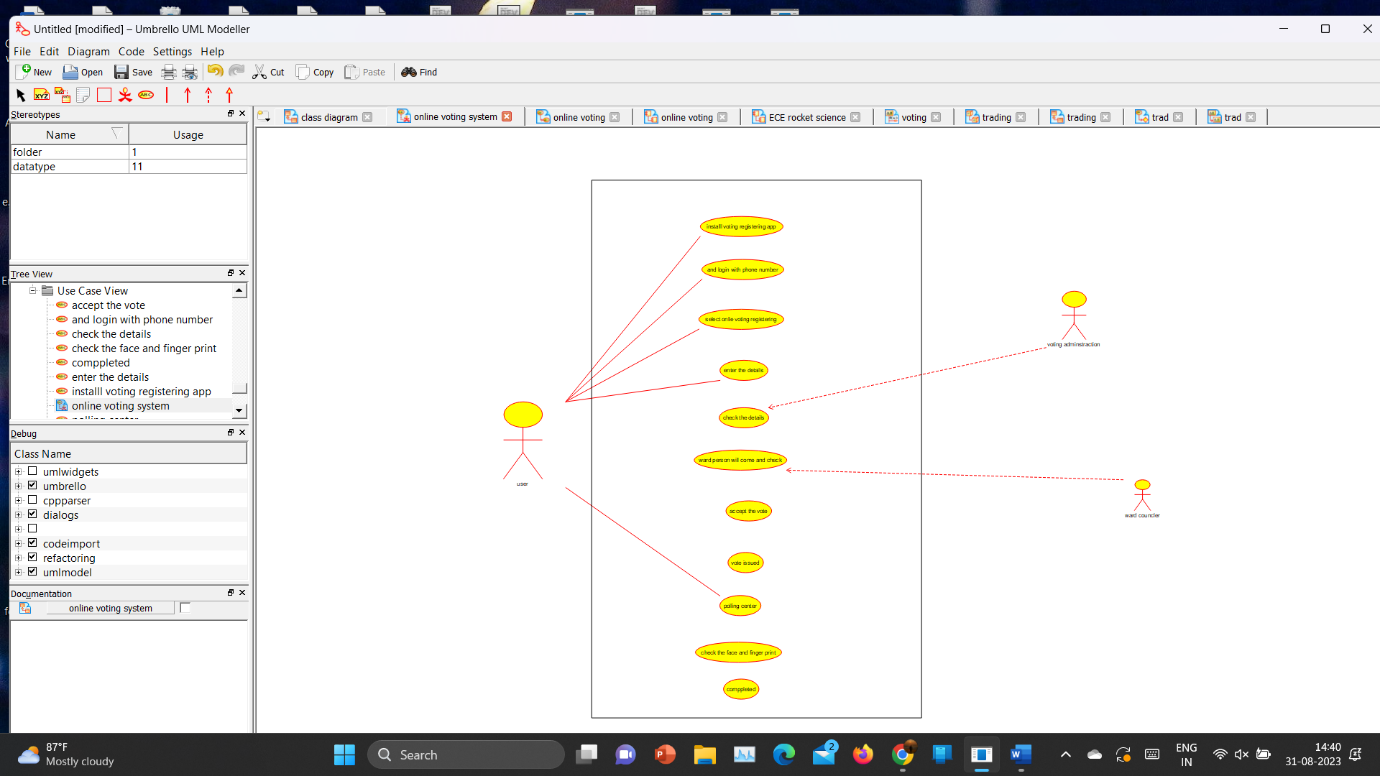 Untitled [modified] – Umbrello UML Modeller
File Edit Diagram Code Settings Help
New Open Save Cut Copy Paste Find
Stereotypes
class diagram online voting system online voting online voting ECE rocket science voting trading trading trad trad
Name Usage
folder 1
datatype 11
Tree View
Use Case View
accept the vote
and login with phone number
check the details
check the face and finger print
comppleted
enter the details
installl voting registering app
online voting system
polling center
Debug
Class Name
umlwidgets
umbrello
cppparser
dialogs
codeimport
refactoring
umlmodel
Documentation
online voting system
installl voting registering app
and login with phone number
select onlie voting registering
enter the details
check the details
ward person will come and check
accept the vote
vote issued
polling center
check the face and finger print
comppleted
user
voting adminstraction
ward councler
87°F
Mostly cloudy
Search
2
ENG
IN
14:40
31-08-2023